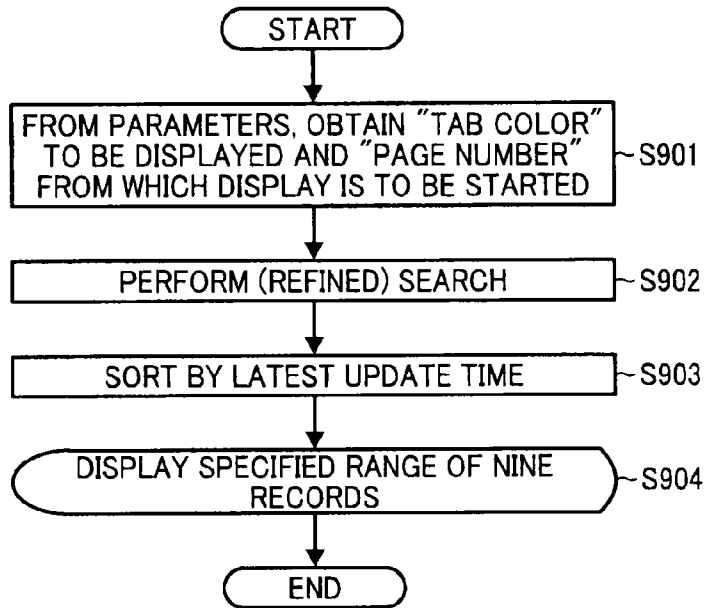 START
FROM PARAMETERS, OBTAIN "TAB COLOR"
TO BE DISPLAYED AND "PAGE NUMBER"
FROM WHICH DISPLAY IS TO BE STARTED
S901
PERFORM (REFINED) SEARCH
S902
SORT BY LATEST UPDATE TIME
S903
DISPLAY SPECIFIED RANGE OF NINE
RECORDS
S904
END